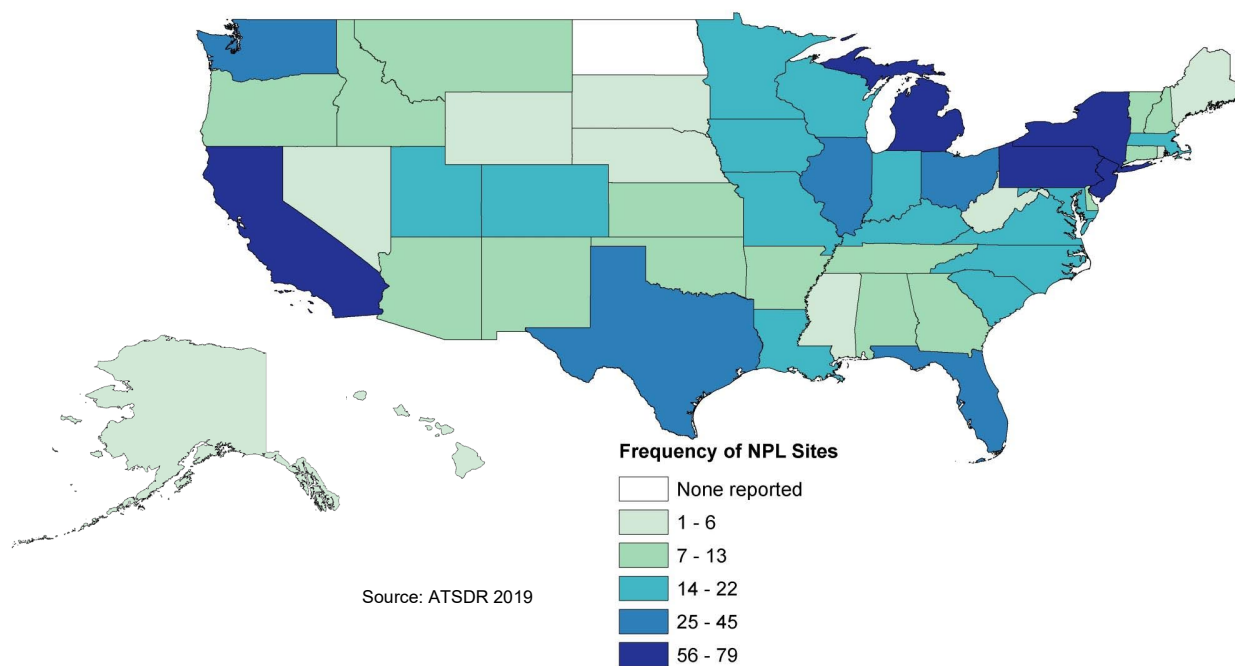 Frequency of NPL Sites
None reported
1 - 6
7 - 13
14 - 22
25 - 45
56 - 79
Source: ATSDR 2019